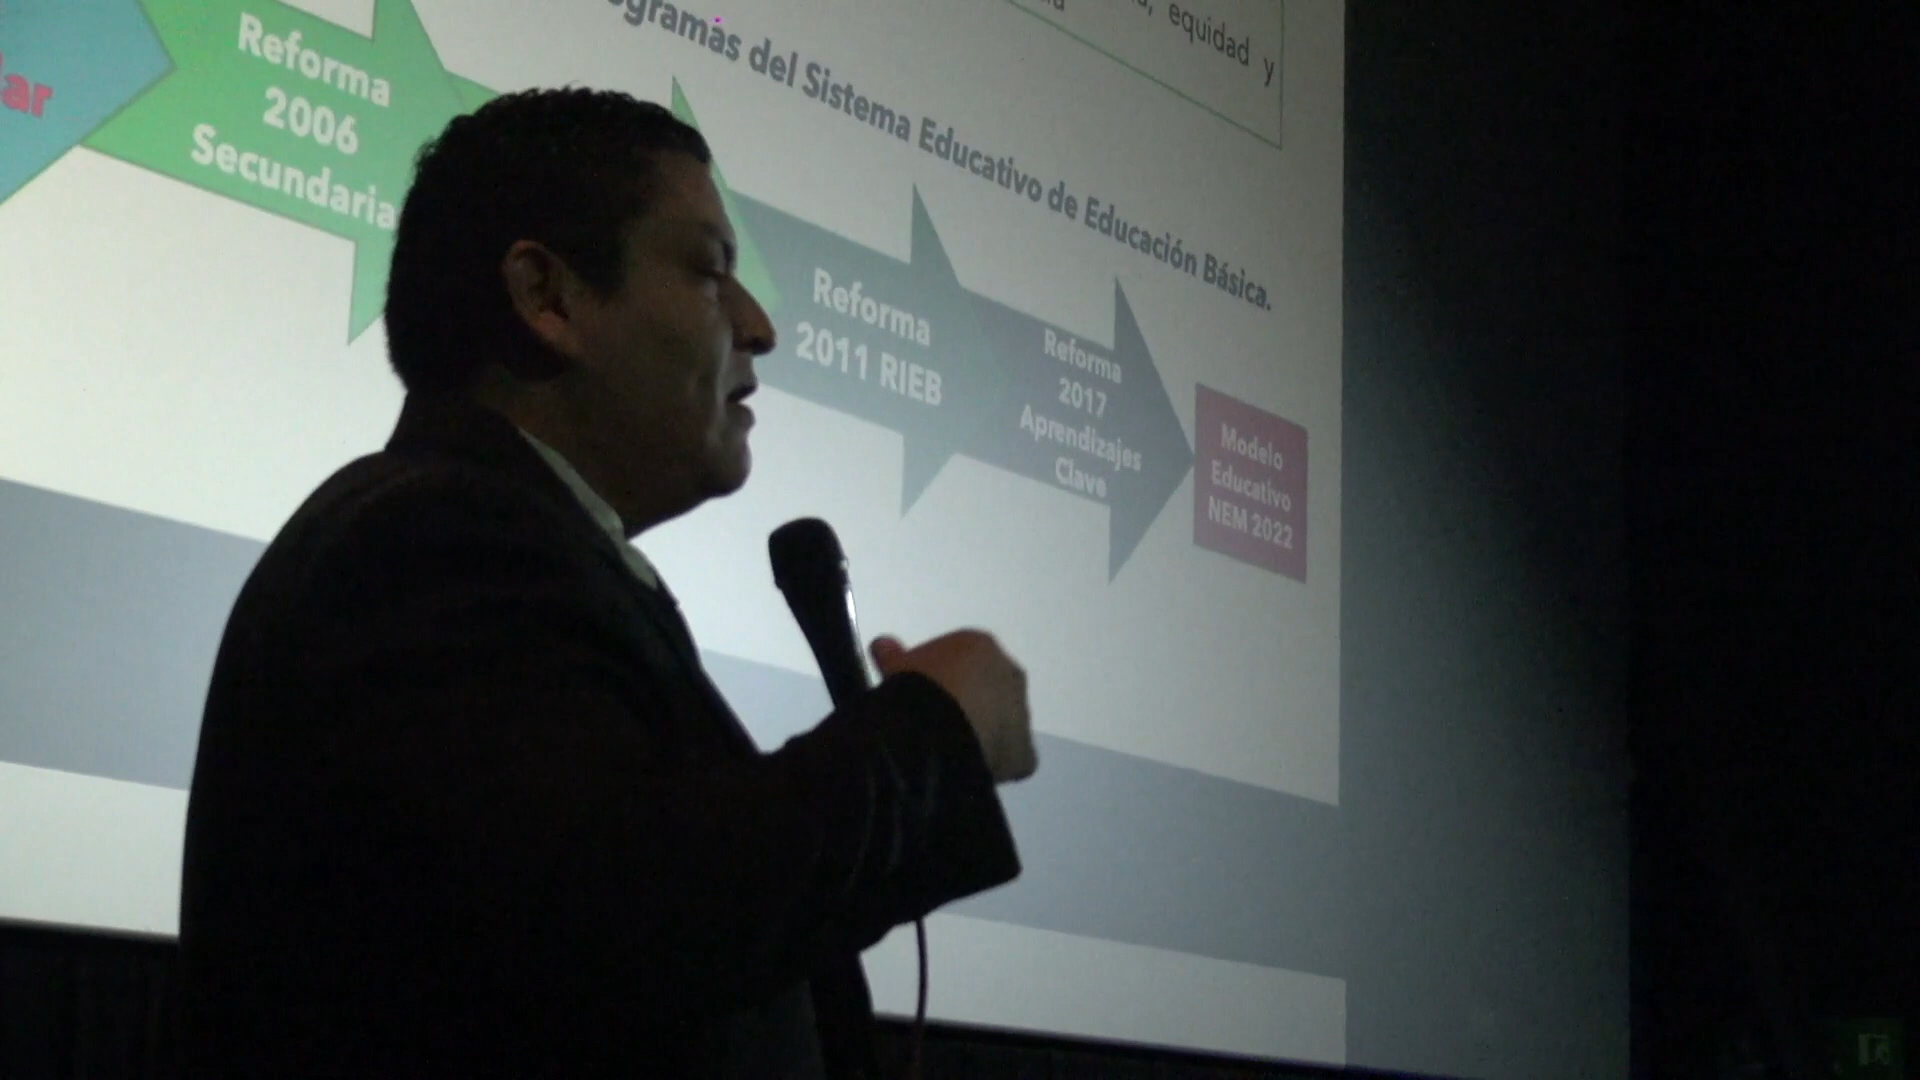 equidad y
del Sistema Educativo de Educación Básica.
Reforma
2006
Secundaria
Reforma
2011 RIEB
Reforma
2017
Aprendizajes
Clave
Modelo
Educativo
NEM 2022